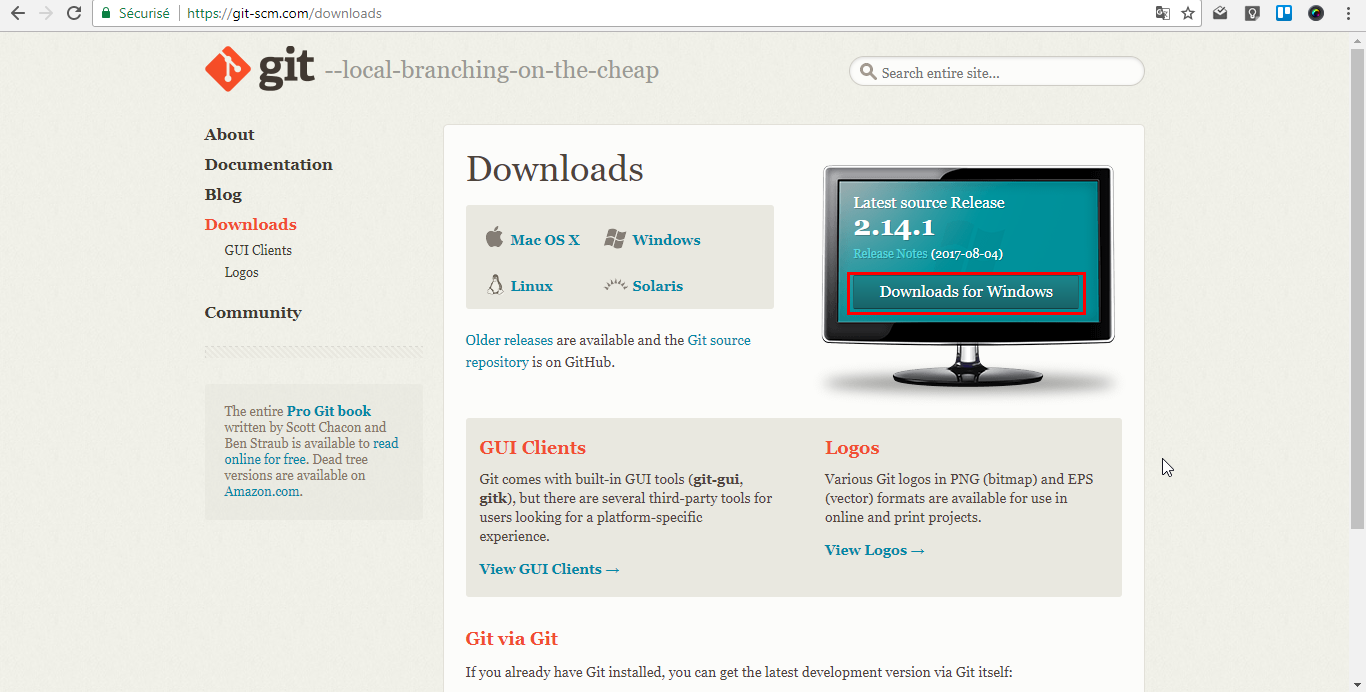 Sécurisé
https://git-scm.com/downloads
git --local-branching-on-the-cheap
Search entire site...
About
Documentation
Blog
Downloads
GUI Clients
Logos
Community
The entire Pro Git book
written by Scott Chacon and
Ben Straub is available to read
online for free. Dead tree
versions are available on
Amazon.com.
Downloads
Mac OS X
Windows
Linux
Solaris
Older releases are available and the Git source
repository is on GitHub.
Latest source Release
2.14.1
Release Notes (2017-08-04)
Downloads for Windows
GUI Clients
Git comes with built-in GUI tools (git-gui,
gitk), but there are several third-party tools for
users looking for a platform-specific
experience.
View GUI Clients →
Logos
Various Git logos in PNG (bitmap) and EPS
(vector) formats are available for use in
online and print projects.
View Logos →
Git via Git
If you already have Git installed, you can get the latest development version via Git itself: